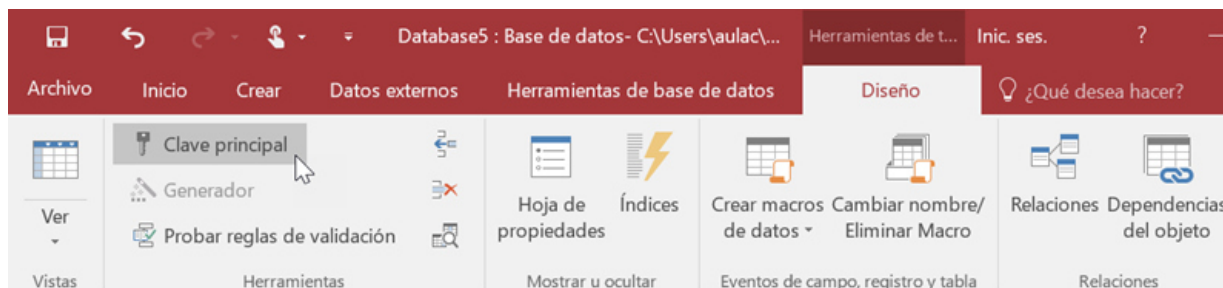 Database5 : Base de datos- C:\Users\aulac\... Herramientas de t... Inic. ses. ?
Archivo Inicio Crear Datos externos Herramientas de base de datos Diseño ¿Qué desea hacer?
Clave principal
Generador
Probar reglas de validación
Ver
Hoja de
propiedades
Índices
Crear macros
de datos
Cambiar nombre/
Eliminar Macro
Relaciones
Dependencias
del objeto
Vistas Herramientas Mostrar u ocultar Eventos de campo, registro y tabla Relaciones